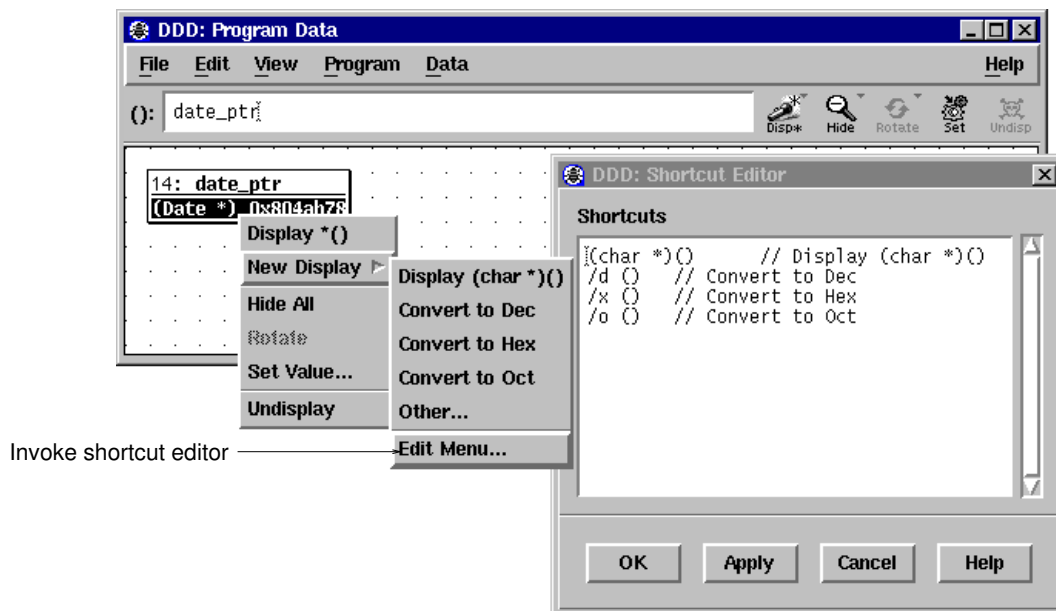 DDD: Program Data
File Edit View Program Data Help
(): date_ptr
Disp* Hide Rotate Set Undisp
14: date_ptr
(Date *) 0x804ab78
Display *()
New Display
Hide All
Rotate
Set Value...
Undisplay
Display (char *)()
Convert to Dec
Convert to Hex
Convert to Oct
Other...
Edit Menu...
Invoke shortcut editor
DDD: Shortcut Editor
Shortcuts
(char *)() // Display (char *)()
/d () // Convert to Dec
/x () // Convert to Hex
/o () // Convert to Oct
OK Apply Cancel Help